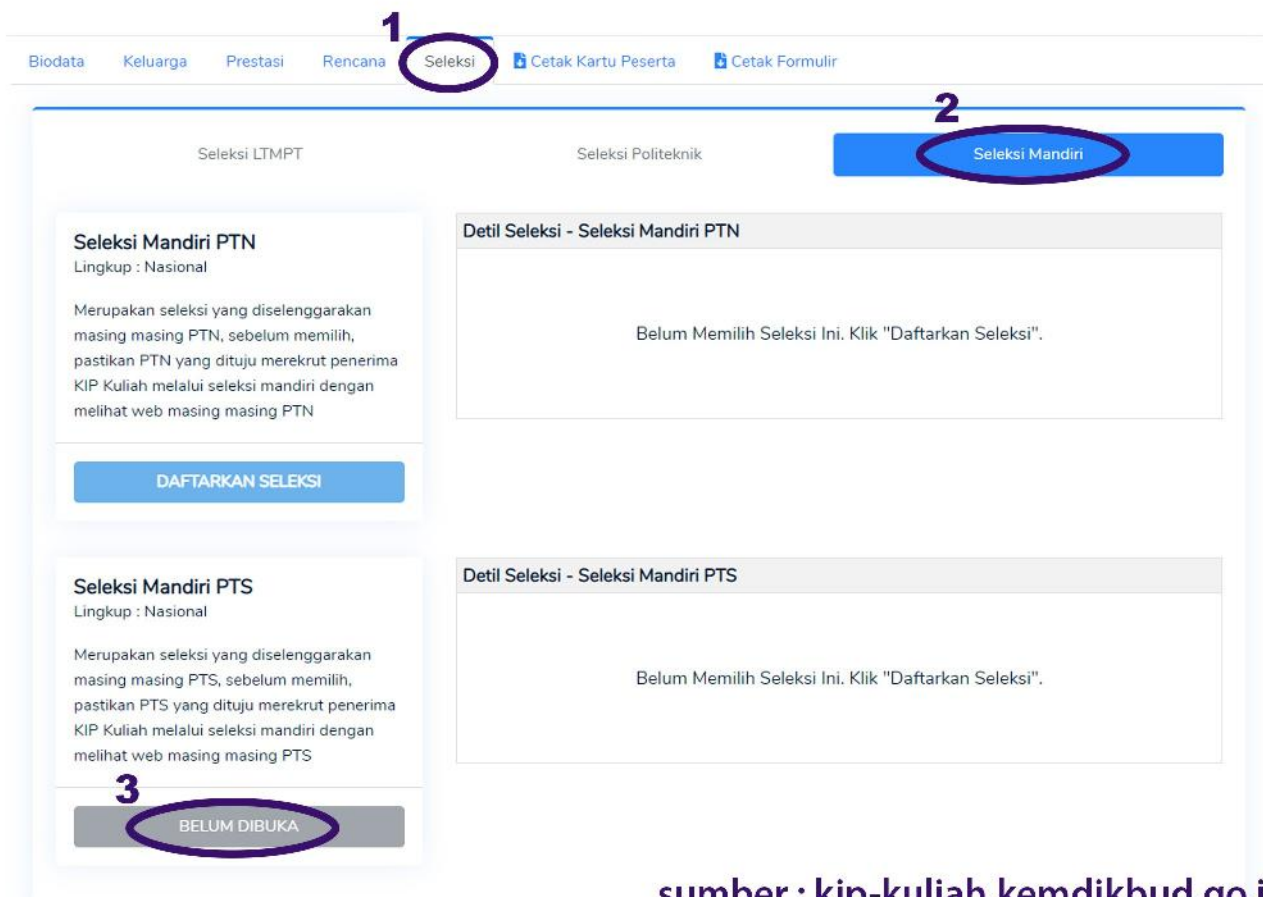 1
Biodata Keluarga Prestasi Rencana Seleksi Cetak Kartu Peserta Cetak Formulir
2
Seleksi LTMPT Seleksi Politeknik Seleksi Mandiri
Seleksi Mandiri PTN
Lingkup : Nasional
Merupakan seleksi yang diselenggarakan
masing masing PTN, sebelum memilih,
pastikan PTN yang dituju merekrut penerima
KIP Kuliah melalui seleksi mandiri dengan
melihat web masing masing PTN
DAFTARKAN SELEKSI
Detil Seleksi - Seleksi Mandiri PTN
Belum Memilih Seleksi Ini. Klik "Daftarkan Seleksi".
Seleksi Mandiri PTS
Lingkup : Nasional
Merupakan seleksi yang diselenggarakan
masing masing PTS, sebelum memilih,
pastikan PTS yang dituju merekrut penerima
KIP Kuliah melalui seleksi mandiri dengan
melihat web masing masing PTS
3
BELUM DIBUKA
Detil Seleksi - Seleksi Mandiri PTS
Belum Memilih Seleksi Ini. Klik "Daftarkan Seleksi".
sumber : kip-kuliah.kemdikbud.go.i